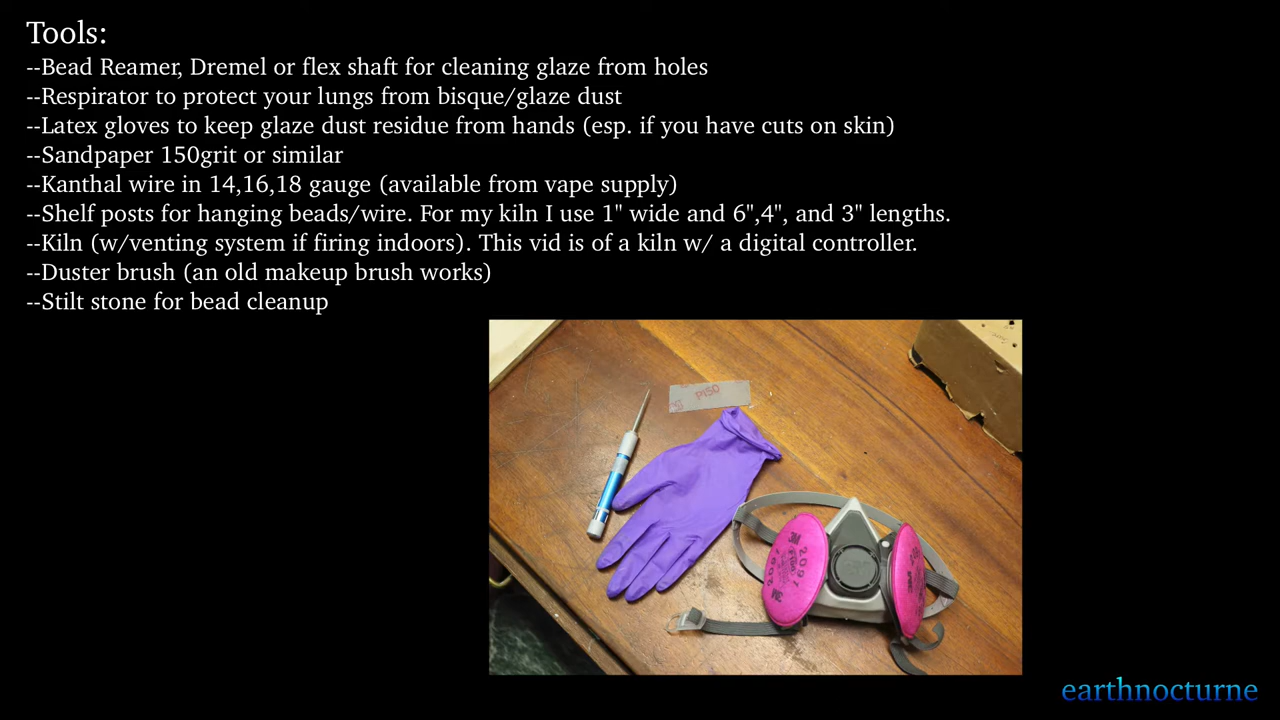 Tools:
--Bead Reamer, Dremel or flex shaft for cleaning glaze from holes
--Respirator to protect your lungs from bisque/glaze dust
--Latex gloves to keep glaze dust residue from hands (esp. if you have cuts on skin)
--Sandpaper 150grit or similar
--Kanthal wire in 14,16,18 gauge (available from vape supply)
--Shelf posts for hanging beads/wire. For my kiln I use 1" wide and 6",4", and 3" lengths.
--Kiln (w/venting system if firing indoors). This vid is of a kiln w/ a digital controller.
--Duster brush (an old makeup brush works)
--Stilt stone for bead cleanup
P150
3M
2097
P100
3M
earthnocturne